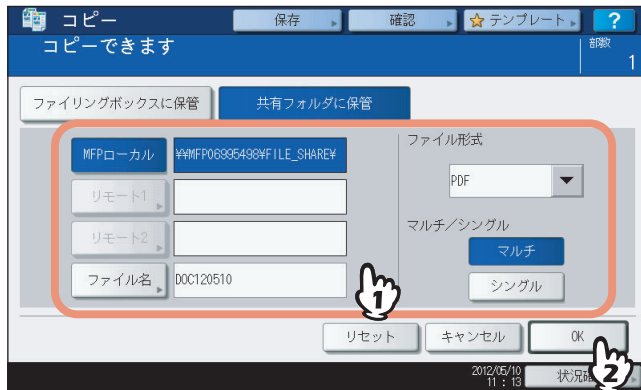 コピー 保存 確認 テンプレート ?
コピーできます 部数
1
ファイリングボックスに保管 共有フォルダに保管
ファイル形式
MFPローカル ¥¥MFP06995498¥FILE_SHARE¥
PDF
リモート1
マルチ/シングル
リモート2
マルチ
ファイル名 DOC120510
シングル
1
リセット キャンセル OK
2012/05/10
11 : 13
状況確
2